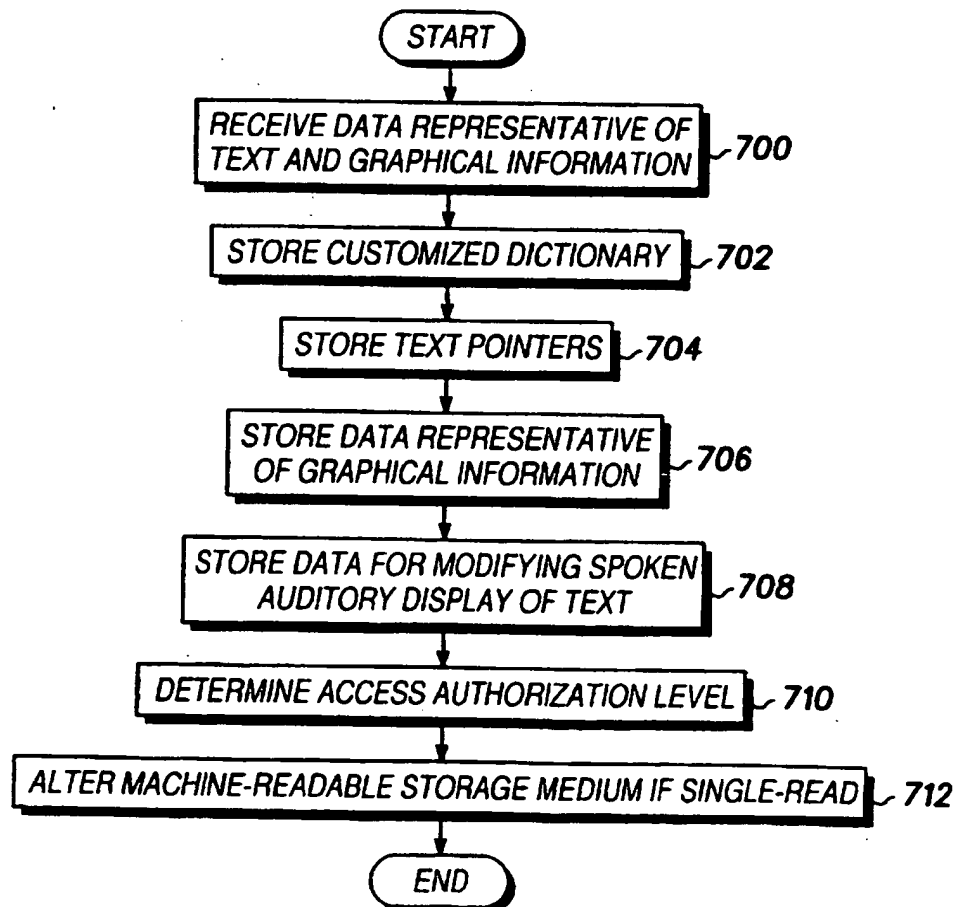 START
RECEIVE DATA REPRESENTATIVE OF
TEXT AND GRAPHICAL INFORMATION
700
STORE CUSTOMIZED DICTIONARY
702
STORE TEXT POINTERS
704
STORE DATA REPRESENTATIVE
OF GRAPHICAL INFORMATION
706
STORE DATA FOR MODIFYING SPOKEN
AUDITORY DISPLAY OF TEXT
708
DETERMINE ACCESS AUTHORIZATION LEVEL
710
ALTER MACHINE-READABLE STORAGE MEDIUM IF SINGLE-READ
712
END